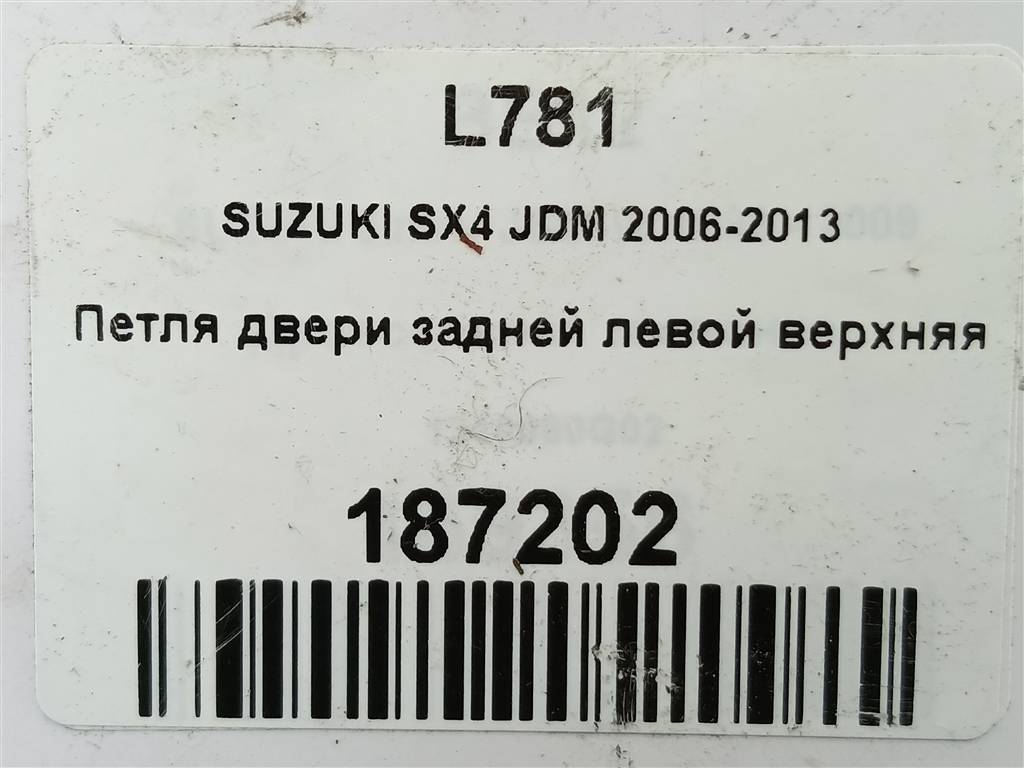 L781
SUZUKI SX4 JDM 2006-2013
Петля двери задней левой верхняя
187202